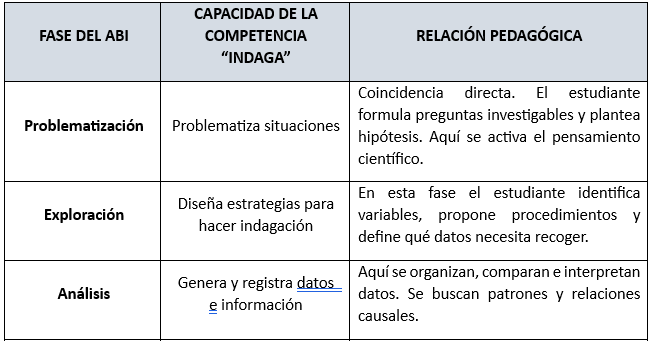 FASE DEL ABI
CAPACIDAD DE LA
COMPETENCIA
“INDAGA”
RELACIÓN PEDAGÓGICA
Problematización
Problematiza situaciones
Coincidencia directa. El estudiante
formula preguntas investigables y plantea
hipótesis. Aquí se activa el pensamiento
científico.
Exploración
Diseña estrategias para
hacer indagación
En esta fase el estudiante identifica
variables, propone procedimientos y
define qué datos necesita recoger.
Análisis
Genera y registra datos
e información
Aquí se organizan, comparan e interpretan
datos. Se buscan patrones y relaciones
causales.